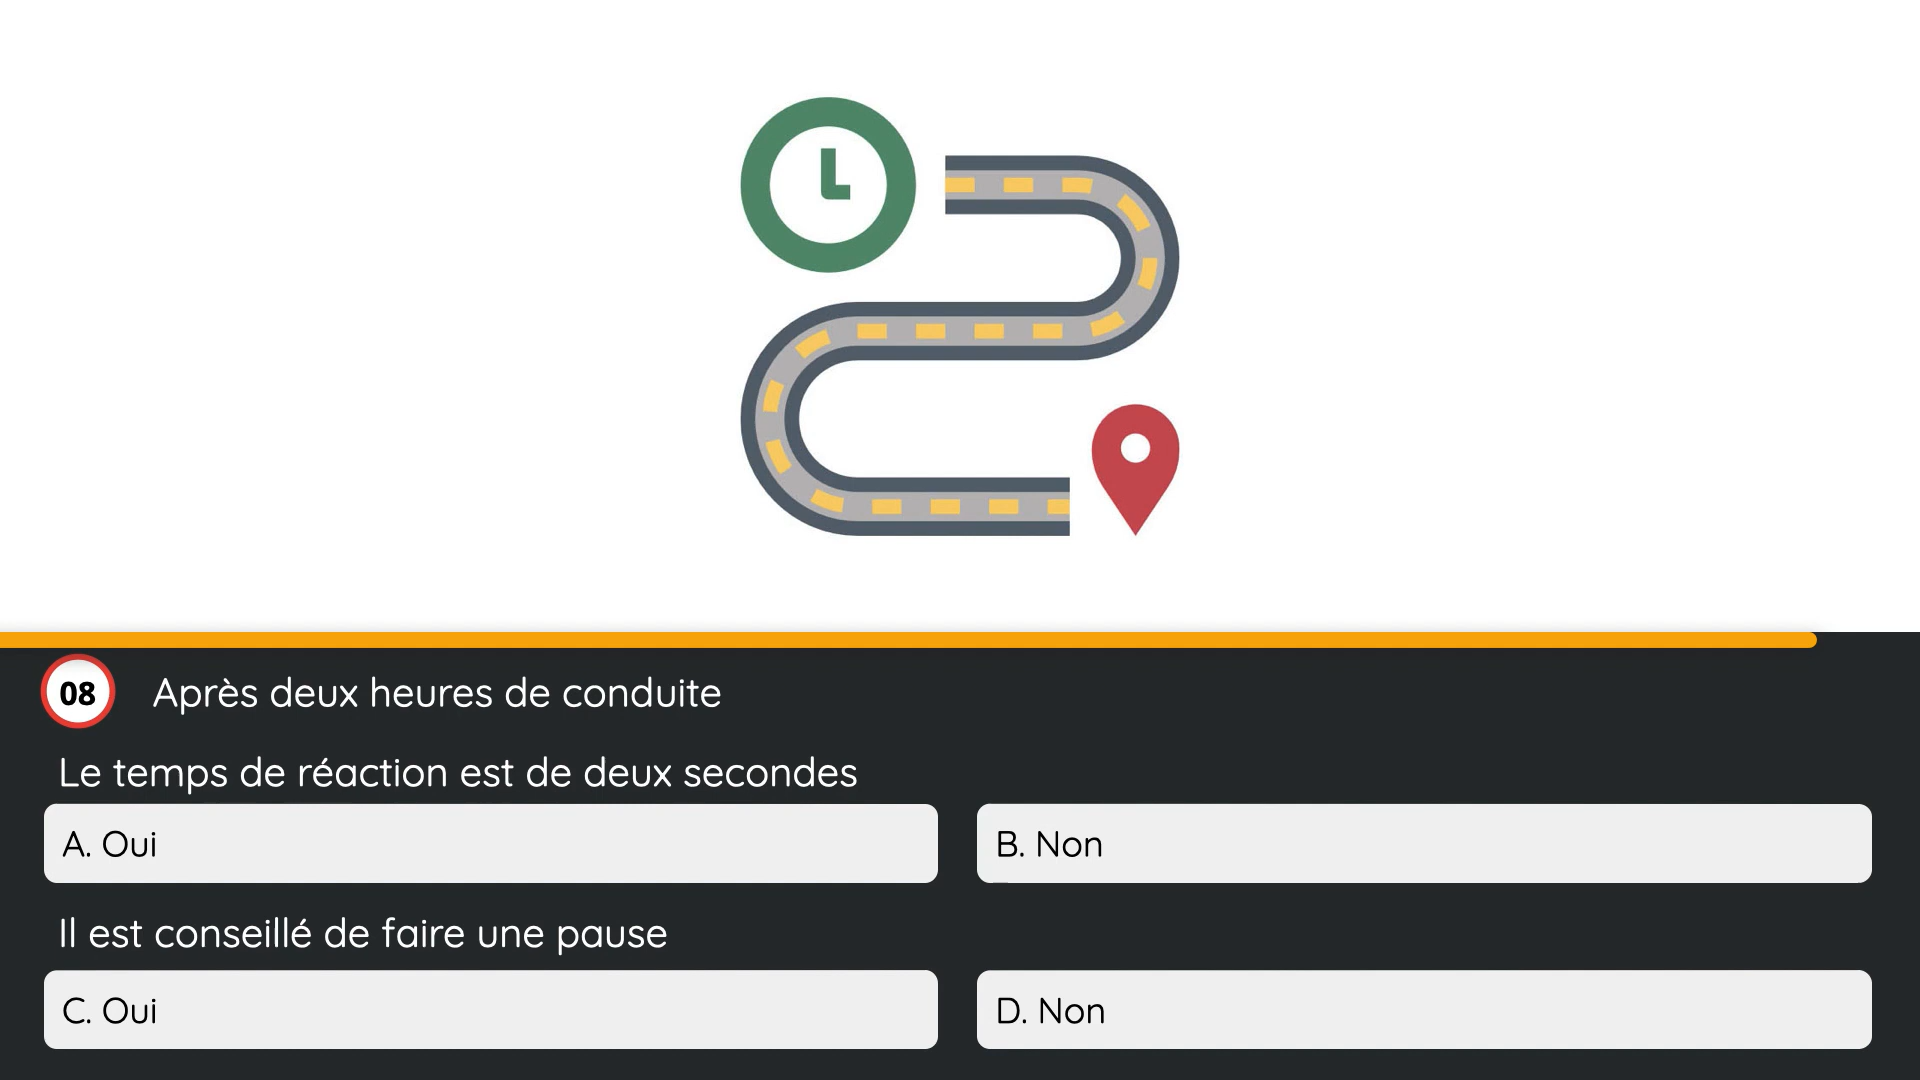 08 Après deux heures de conduite
Le temps de réaction est de deux secondes
A. Oui
B. Non
Il est conseillé de faire une pause
C. Oui
D. Non